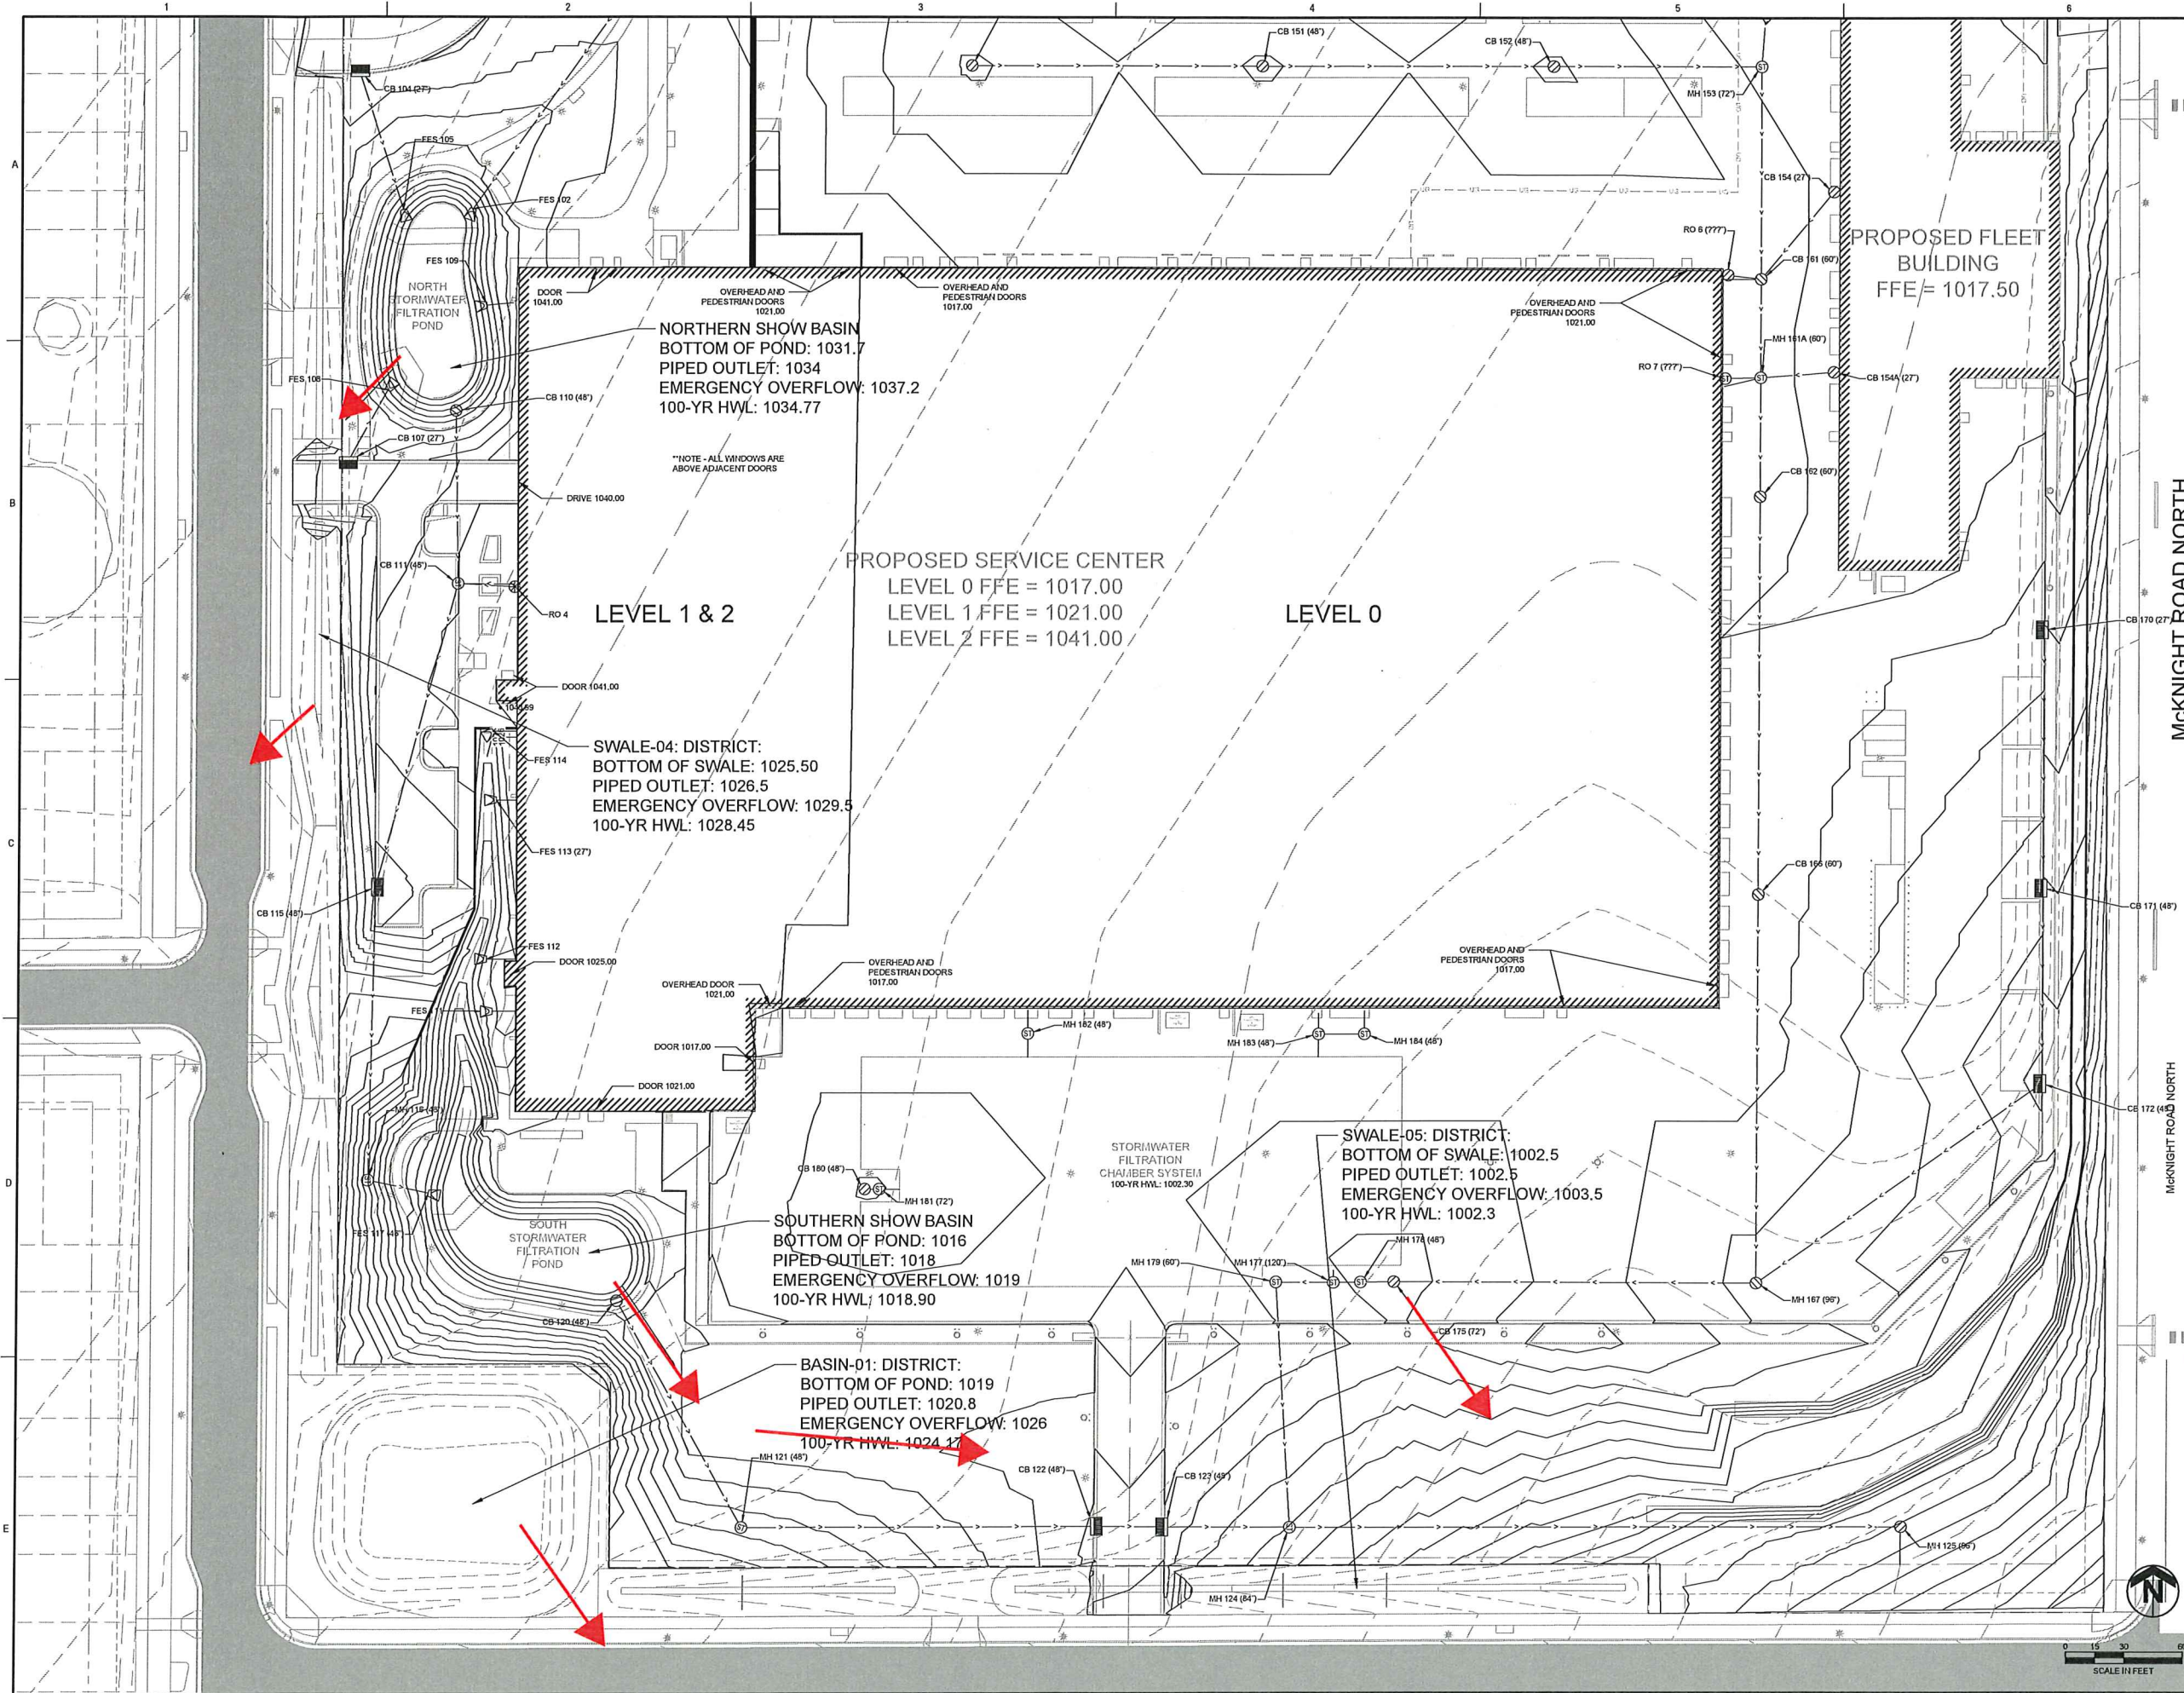 1
2
3
4
5
6
A
B
C
D
E
CB 151 (48")
CB 152 (48")
CB 104 (27")
MH 153 (72")
FES 105
FES 102
CB 154 (27")
RO 6 (???)
PROPOSED FLEET
BUILDING
FFE = 1017.50
FES 109
CB 161 (60")
NORTH
STORMWATER
FILTRATION
POND
DOOR
1041.00
OVERHEAD AND
PEDESTRIAN DOORS
1021.00
OVERHEAD AND
PEDESTRIAN DOORS
1017.00
OVERHEAD AND
PEDESTRIAN DOORS
1021.00
NORTHERN SHOW BASIN
BOTTOM OF POND: 1031.7
PIPED OUTLET: 1034
EMERGENCY OVERFLOW: 1037.2
100-YR HWL: 1034.77
MH 161A (60")
RO 7 (???)
CB 154A (27")
FES 108
CB 110 (48")
CB 107 (27")
**NOTE - ALL WINDOWS ARE
ABOVE ADJACENT DOORS
CB 162 (60")
DRIVE 1040.00
McKNIGHT ROAD NORTH
PROPOSED SERVICE CENTER
LEVEL 0 FFE = 1017.00
LEVEL 1 FFE = 1021.00
LEVEL 2 FFE = 1041.00
CB 111 (48")
RO 4
LEVEL 1 & 2
LEVEL 0
CB 170 (27")
DOOR 1041.00
SWALE-04: DISTRICT:
BOTTOM OF SWALE: 1025.50
PIPED OUTLET: 1026.5
EMERGENCY OVERFLOW: 1029.5
100-YR HWL: 1028.45
FES 114
FES 113 (27")
CB 166 (60")
CB 115 (48")
CB 171 (48")
FES 112
DOOR 1025.00
OVERHEAD DOOR
1021.00
OVERHEAD AND
PEDESTRIAN DOORS
1017.00
OVERHEAD AND
PEDESTRIAN DOORS
1017.00
MH 182 (48")
MH 183 (48")
MH 184 (48")
DOOR 1017.00
DOOR 1021.00
CB 172 (48")
McKNIGHT ROAD NORTH
STORMWATER
FILTRATION
CHAMBER SYSTEM
100-YR HWL: 1002.30
SWALE-05: DISTRICT:
BOTTOM OF SWALE: 1002.5
PIPED OUTLET: 1002.5
EMERGENCY OVERFLOW: 1003.5
100-YR HWL: 1002.3
CB 180 (48")
MH 181 (72")
SOUTH
STORMWATER
FILTRATION
POND
FES 117 (48")
SOUTHERN SHOW BASIN
BOTTOM OF POND: 1016
PIPED OUTLET: 1018
EMERGENCY OVERFLOW: 1019
100-YR HWL: 1018.90
MH 178 (48")
MH 179 (60")
MH 177 (120")
MH 167 (96")
CB 120 (48")
CB 175 (72")
BASIN-01: DISTRICT:
BOTTOM OF POND: 1019
PIPED OUTLET: 1020.8
EMERGENCY OVERFLOW: 1026
100-YR HWL: 1024.17
MH 121 (48")
CB 122 (48")
CB 123 (48")
MH 125 (96")
MH 124 (84")
N
0 15 30
SCALE IN FEET